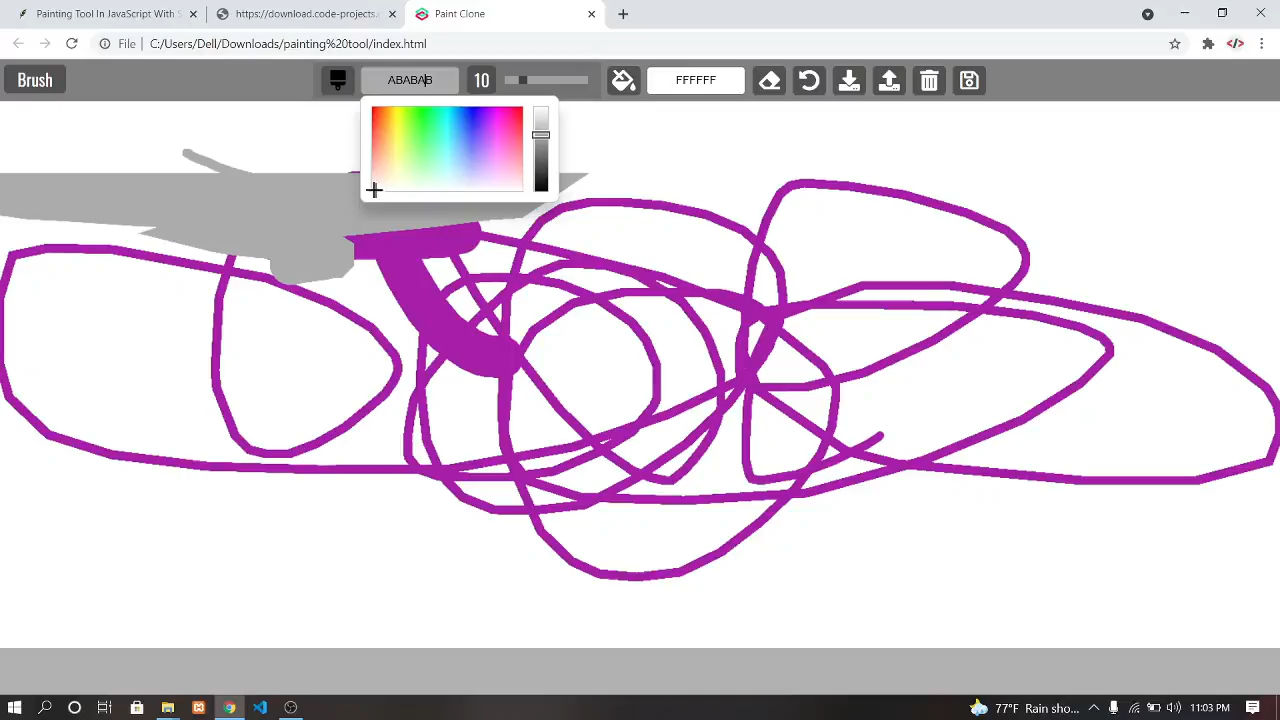 Painting Tool In JavaScript With S
https://download.code-projects.
Paint Clone
File
C:/Users/Dell/Downloads/painting%20tool/index.html
Brush
ABABAB
10
FFFFFF
77°F Rain sho...
11:03 PM